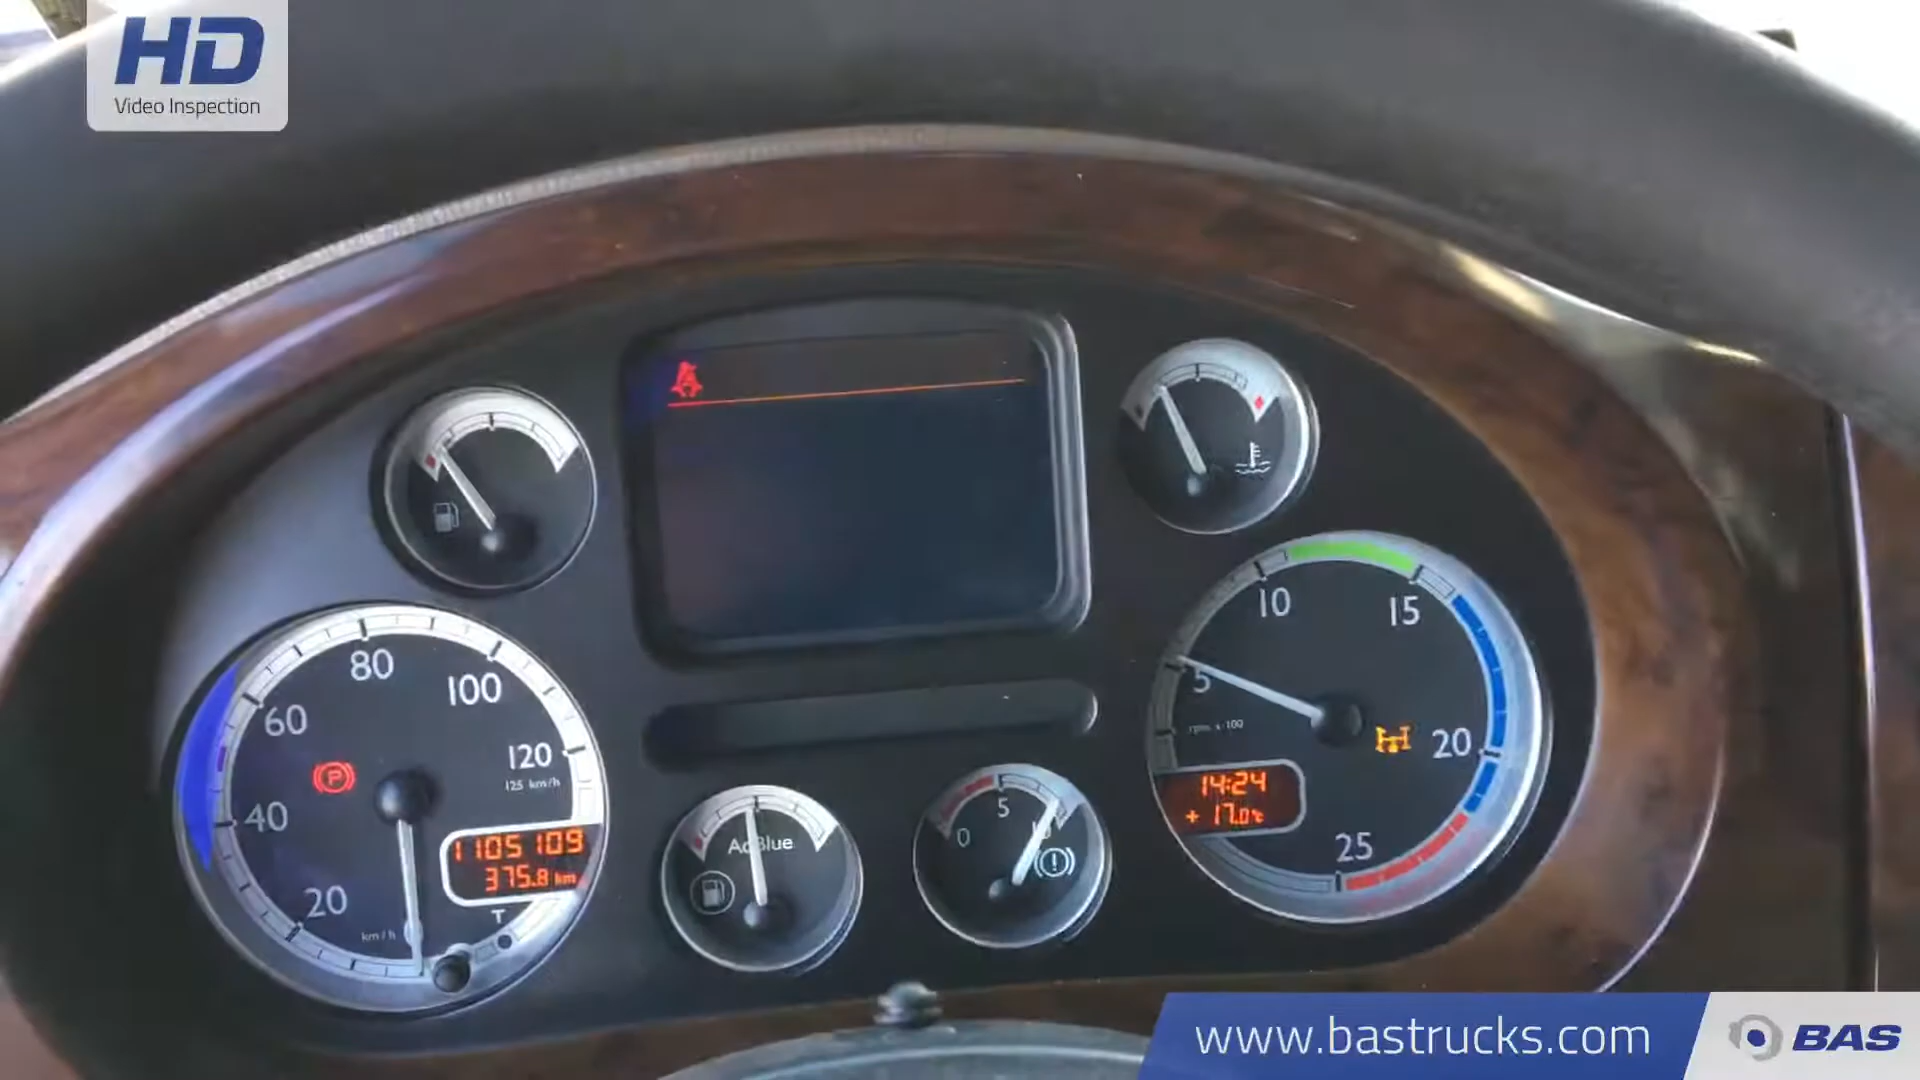 HD
Video Inspection
80
100
60
120
125 km/h
40
20
km/h
1105109
375.8 km
T
AdBlue
0
5
10
10
15
5
rpm x 100
20
14:24
+ 17.0°C
25
P
www.bastrucks.com
BAS